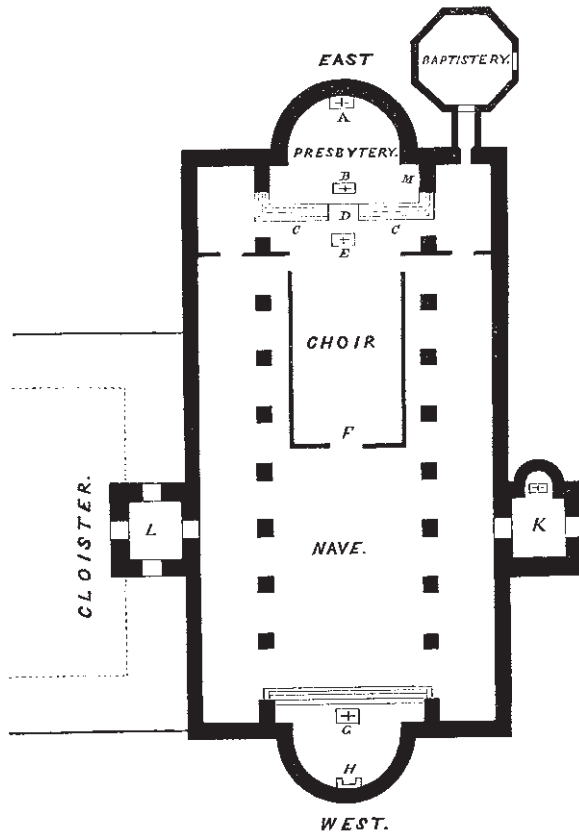 EAST
BAPTISTERY.
A
PRESBYTERY.
B
M
C D C
E
CHOIR
F
CLOISTER.
L
NAVE.
K
G
H
WEST.